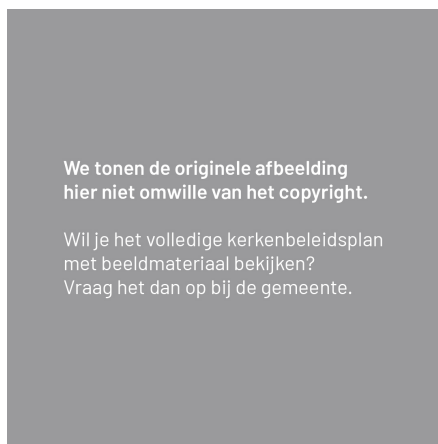 We tonen de originele afbeelding
hier niet omwille van het copyright.
Wil je het volledige kerkenbeleidsplan
met beeldmateriaal bekijken?
Vraag het dan op bij de gemeente.